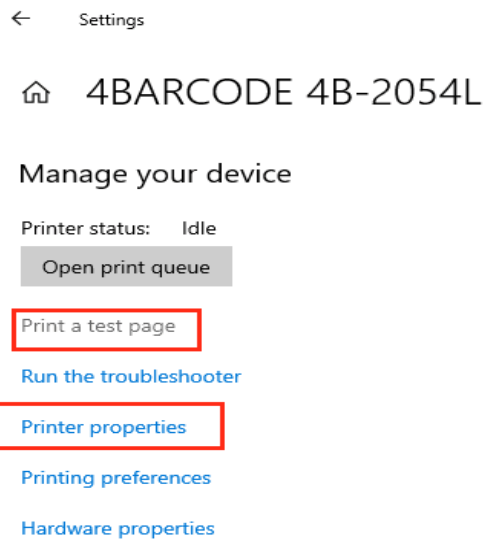 Settings
4BARCODE 4B-2054L
Manage your device
Printer status: Idle
Open print queue
Print a test page
Run the troubleshooter
Printer properties
Printing preferences
Hardware properties